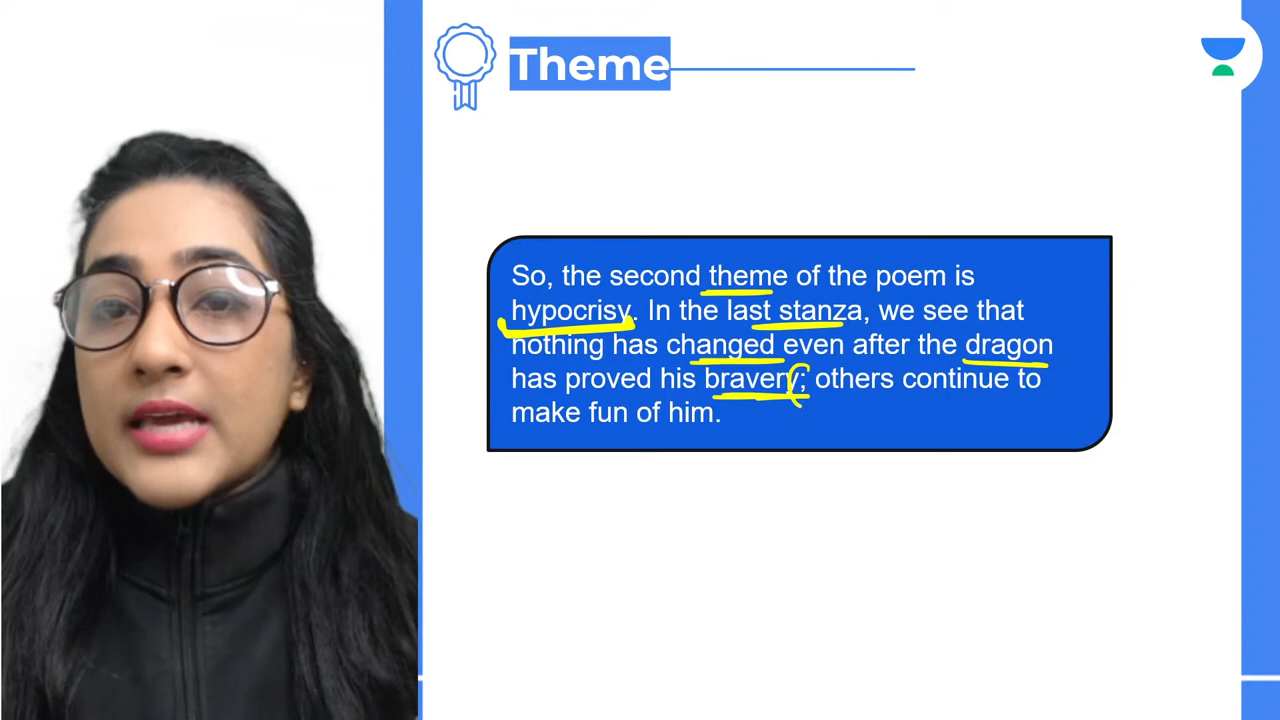 Theme
So, the second theme of the poem is
hypocrisy. In the last stanza, we see that
nothing has changed even after the dragon
has proved his bravery; others continue to
make fun of him.